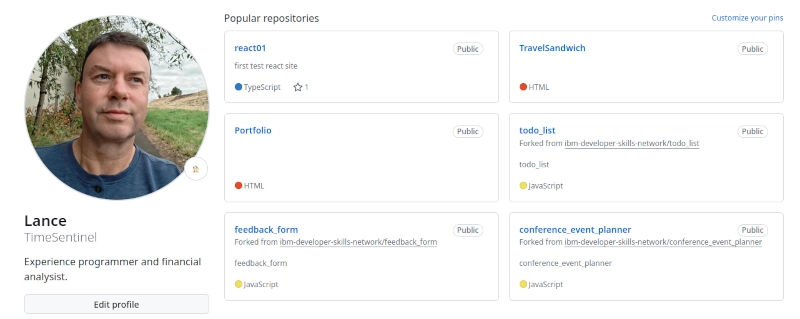 Popular repositories
Customize your pins
react01 Public
first test react site
TypeScript 1
TravelSandwich Public
HTML
Portfolio Public
HTML
todo_list Public
Forked from ibm-developer-skills-network/todo_list
todo_list
JavaScript
feedback_form Public
Forked from ibm-developer-skills-network/feedback_form
feedback_form
JavaScript
conference_event_planner Public
Forked from ibm-developer-skills-network/conference_event_planner
conference_event_planner
JavaScript
Lance
TimeSentinel
Experience programmer and financial
analysist.
Edit profile